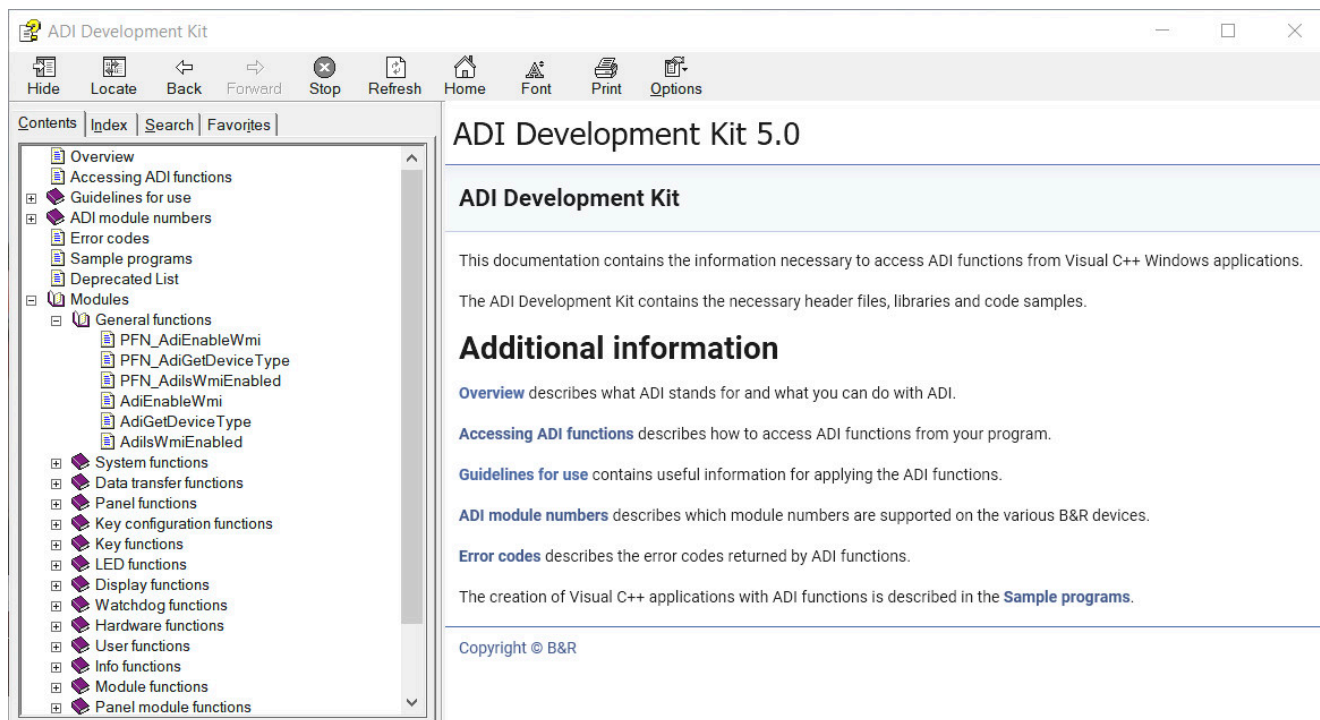 ADI Development Kit
Hide Locate Back Forward Stop Refresh Home Font Print Options
Contents Index Search Favorites
Overview
Accessing ADI functions
Guidelines for use
ADI module numbers
Error codes
Sample programs
Deprecated List
Modules
General functions
PFN_AdiEnableWmi
PFN_AdiGetDeviceType
PFN_AdiIsWmiEnabled
AdiEnableWmi
AdiGetDeviceType
AdiIsWmiEnabled
System functions
Data transfer functions
Panel functions
Key configuration functions
Key functions
LED functions
Display functions
Watchdog functions
Hardware functions
User functions
Info functions
Module functions
Panel module functions
ADI Development Kit 5.0
ADI Development Kit
This documentation contains the information necessary to access ADI functions from Visual C++ Windows applications.
The ADI Development Kit contains the necessary header files, libraries and code samples.
Additional information
Overview describes what ADI stands for and what you can do with ADI.
Accessing ADI functions describes how to access ADI functions from your program.
Guidelines for use contains useful information for applying the ADI functions.
ADI module numbers describes which module numbers are supported on the various B&R devices.
Error codes describes the error codes returned by ADI functions.
The creation of Visual C++ applications with ADI functions is described in the Sample programs.
Copyright © B&R